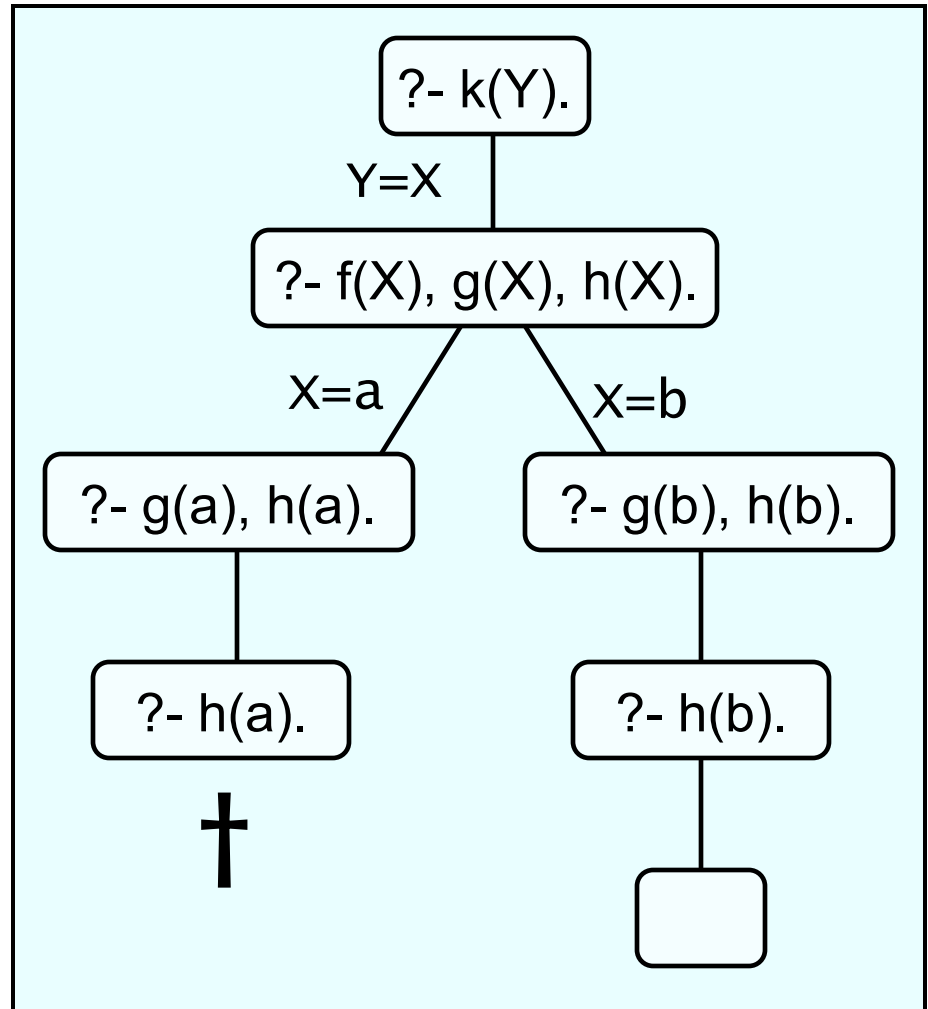 ?- k(Y).
Y=X
?- f(X), g(X), h(X).
X=a
X=b
?- g(a), h(a).
?- g(b), h(b).
?- h(a).
?- h(b).
†